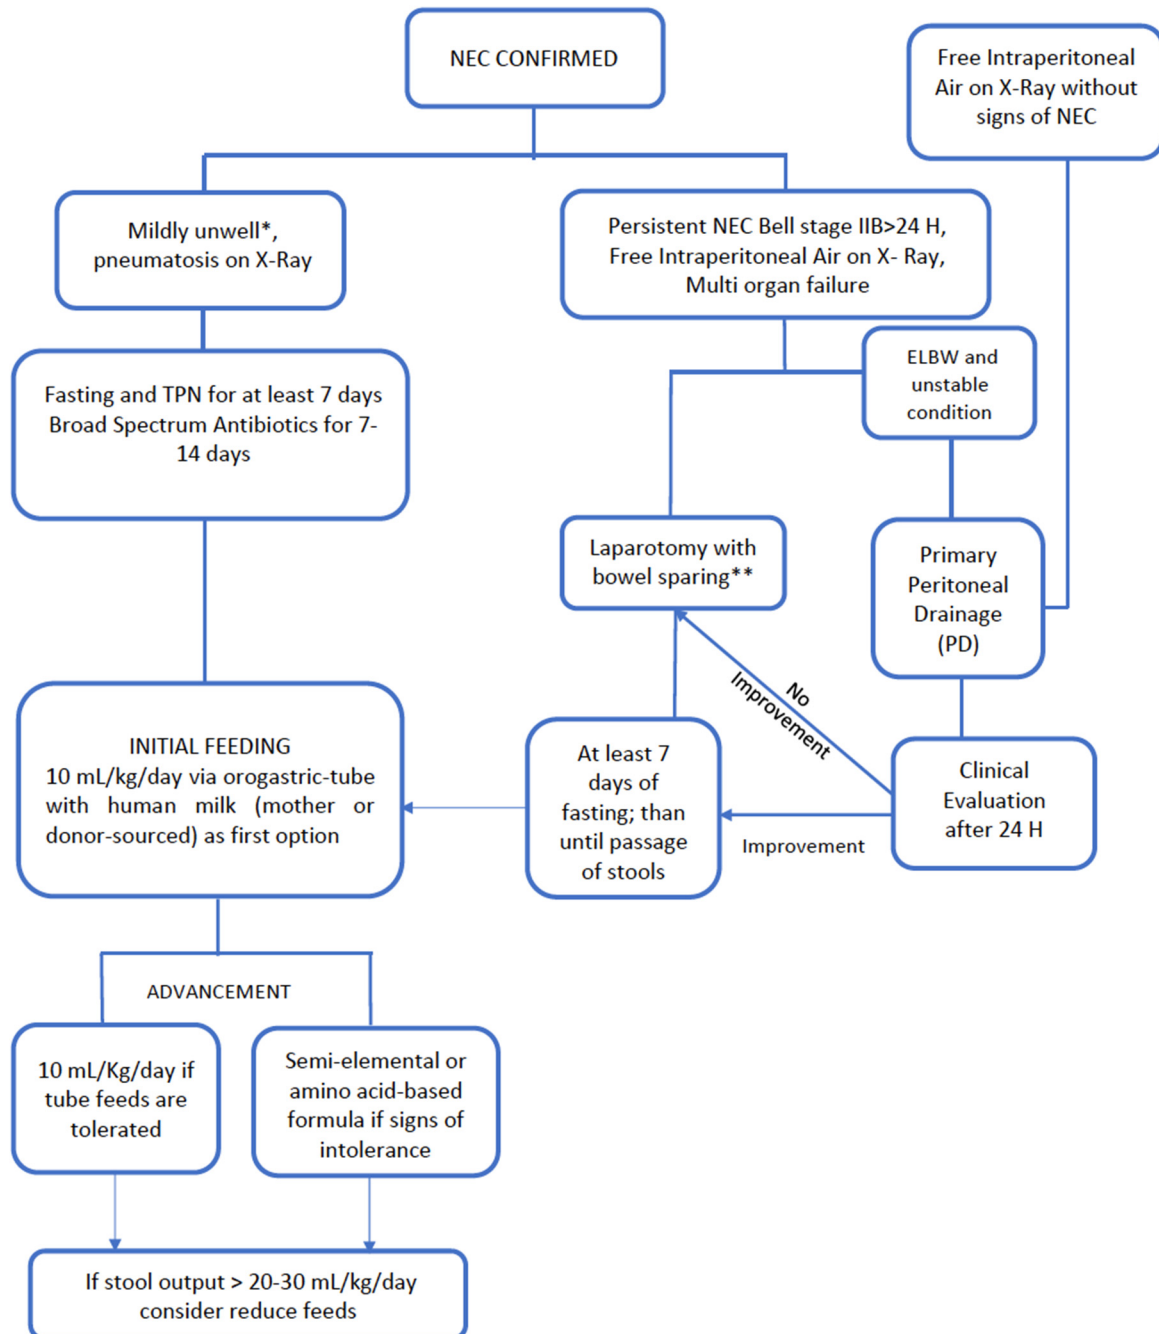 NEC CONFIRMED
Free Intraperitoneal
Air on X-Ray without
signs of NEC
Mildly unwell*,
pneumatosis on X-Ray
Persistent NEC Bell stage IIB>24 H,
Free Intraperitoneal Air on X- Ray,
Multi organ failure
ELBW and
unstable
condition
Fasting and TPN for at least 7 days
Broad Spectrum Antibiotics for 7-
14 days
Laparotomy with
bowel sparing**
Primary
Peritoneal
Drainage
(PD)
No
Improvement
INITIAL FEEDING
10 mL/kg/day via orogastric-tube
with human milk (mother or
donor-sourced) as first option
At least 7
days of
fasting; than
until passage
of stools
Improvement
Clinical
Evaluation
after 24 H
ADVANCEMENT
10 mL/Kg/day if
tube feeds are
tolerated
Semi-elemental or
amino acid-based
formula if signs of
intolerance
If stool output > 20-30 mL/kg/day
consider reduce feeds